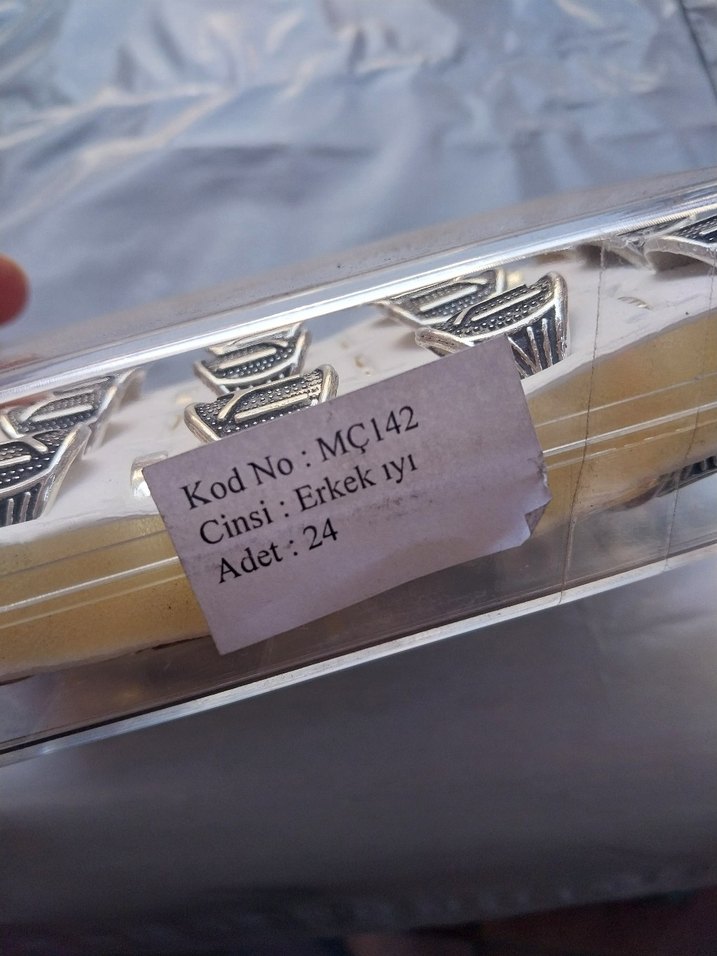 Kod No : MÇ142
Cinsi : Erkek ıyı
Adet : 24